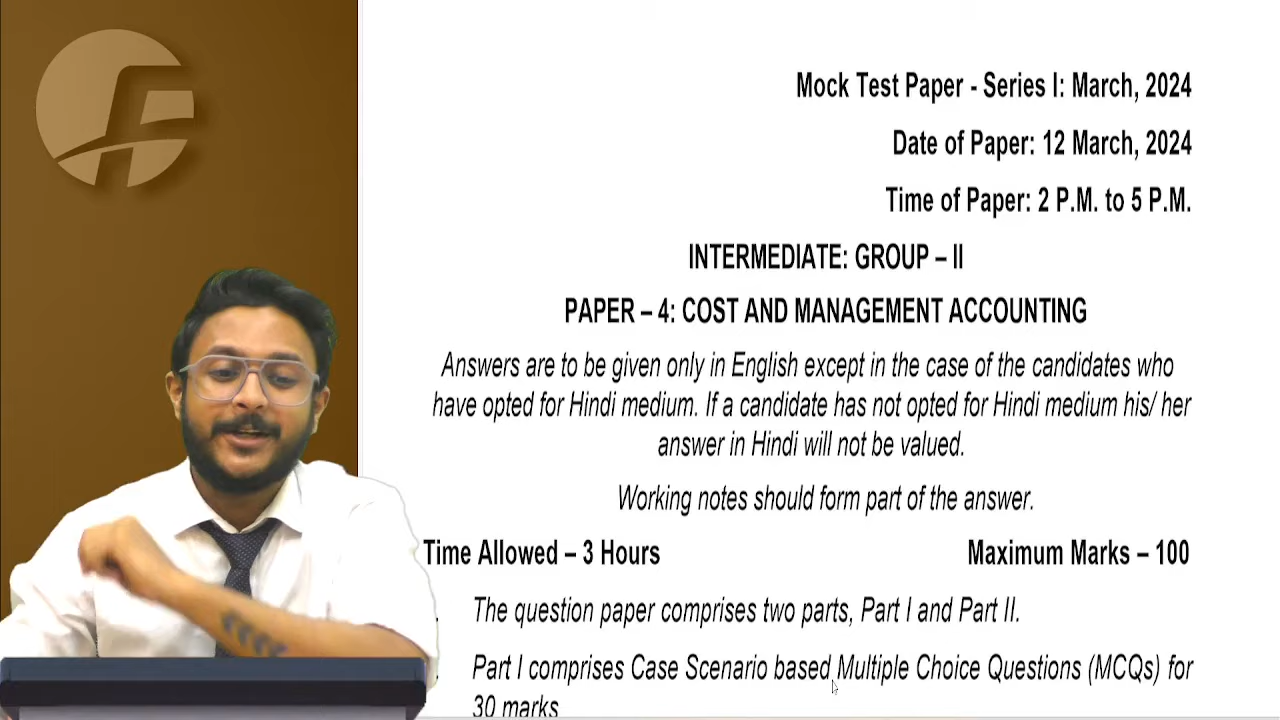 Mock Test Paper - Series I: March, 2024
Date of Paper: 12 March, 2024
Time of Paper: 2 P.M. to 5 P.M.
INTERMEDIATE: GROUP – II
PAPER – 4: COST AND MANAGEMENT ACCOUNTING
Answers are to be given only in English except in the case of the candidates who
have opted for Hindi medium. If a candidate has not opted for Hindi medium his/ her
answer in Hindi will not be valued.
Working notes should form part of the answer.
Time Allowed – 3 Hours Maximum Marks – 100
The question paper comprises two parts, Part I and Part II.
Part I comprises Case Scenario based Multiple Choice Questions (MCQs) for
30 marks